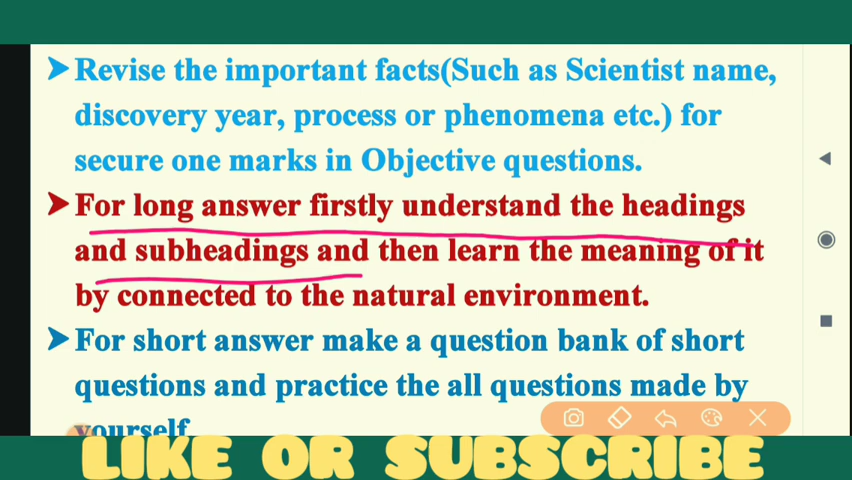 ➤Revise the important facts(Such as Scientist name,
discovery year, process or phenomena etc.) for
secure one marks in Objective questions.
➤For long answer firstly understand the headings
and subheadings and then learn the meaning of it
by connected to the natural environment.
➤For short answer make a question bank of short
questions and practice the all questions made by
yourself
LIKE OR SUBSCRIBE